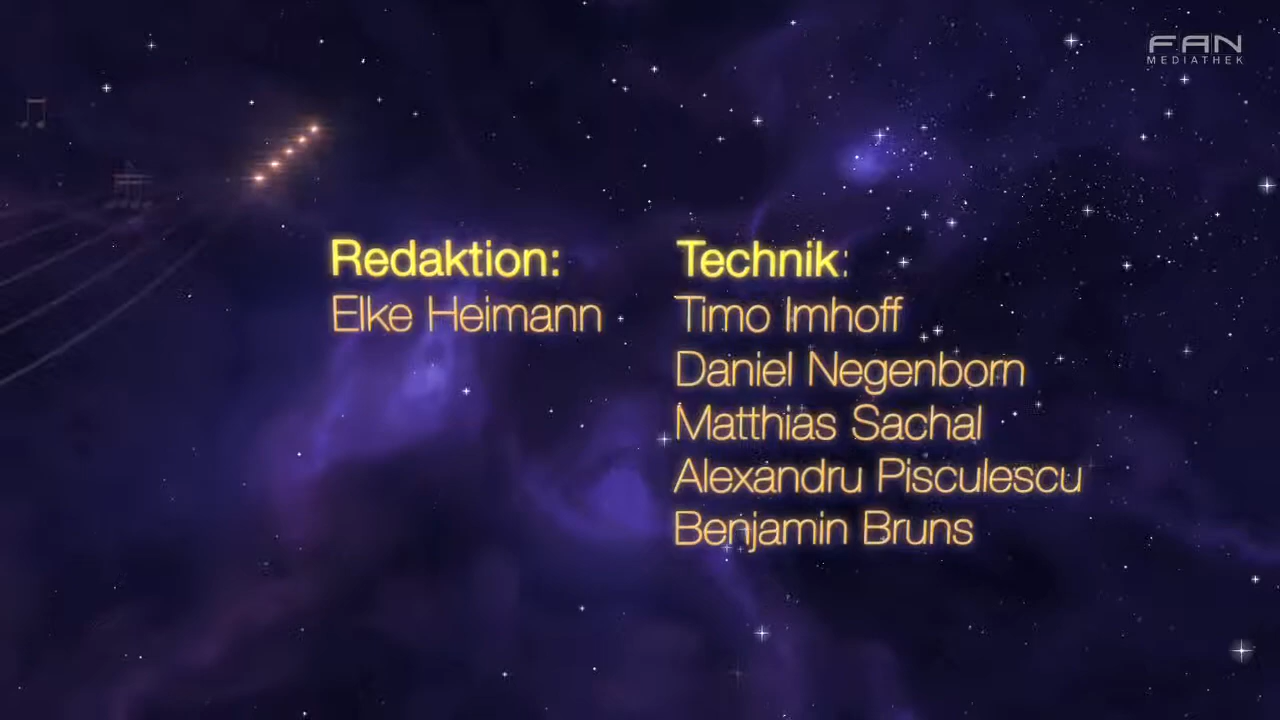 FAN
MEDIATHEK
Redaktion:
Elke Heimann
Technik:
Timo Imhoff
Daniel Negenborn
Matthias Sachal
Alexandru Pisculescu
Benjamin Bruns